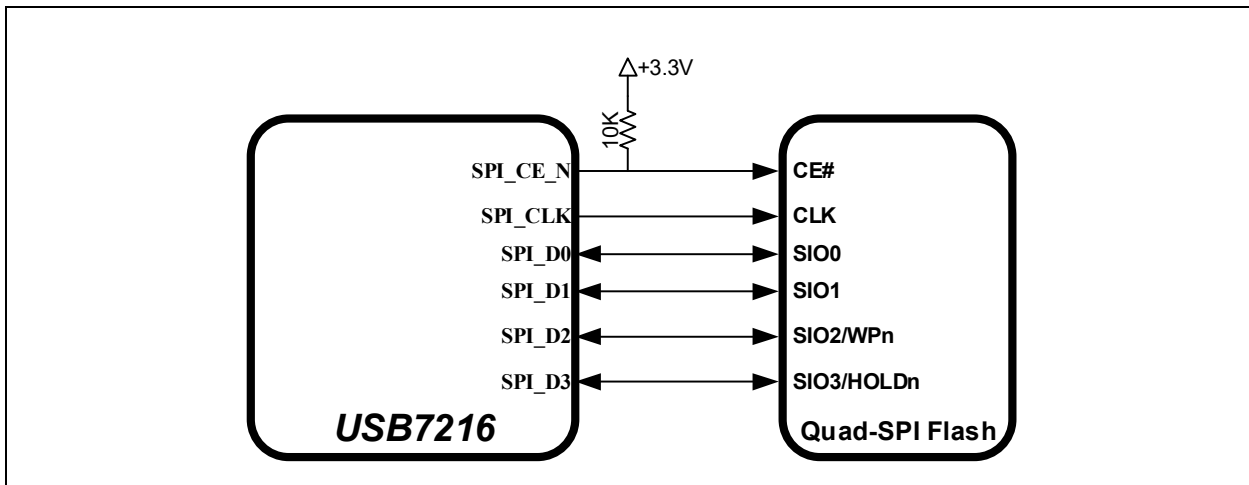 +3.3V
10K
SPI_CE_N CE#
SPI_CLK CLK
SPI_D0 SIO0
SPI_D1 SIO1
SPI_D2 SIO2/WPn
SPI_D3 SIO3/HOLDn
USB7216 Quad-SPI Flash